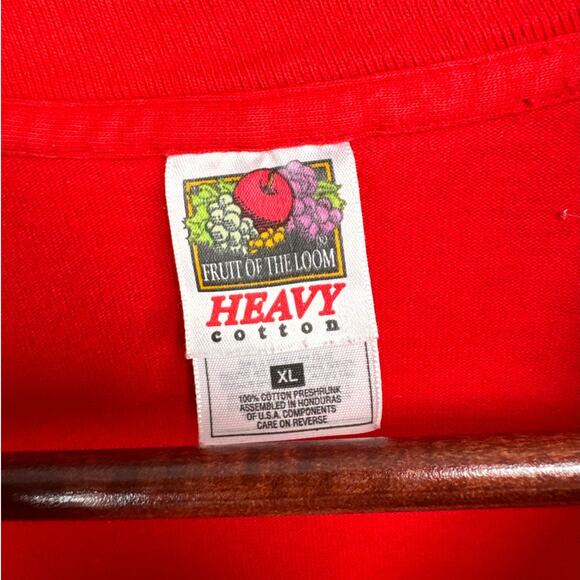 ®
FRUIT OF THE LOOM
HEAVY
cotton
XL
100% COTTON PRESHRUNK
ASSEMBLED IN HONDURAS
OF U.S.A. COMPONENTS
CARE ON REVERSE